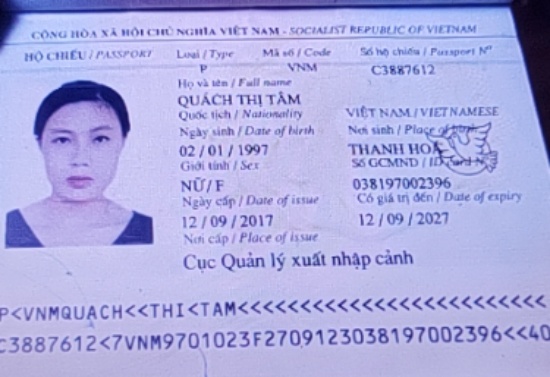 CỘNG HÒA XÃ HỘI CHỦ NGHĨA VIỆT NAM - SOCIALIST REPUBLIC OF VIETNAM
HỘ CHIẾU / PASSPORT Loại / Type Mã số / Code Số hộ chiếu / Passport Nº
P VNM C3887612
Họ và tên / Full name
QUÁCH THỊ TÂM
Quốc tịch / Nationality VIỆT NAM / VIETNAMESE
Ngày sinh / Date of birth Nơi sinh / Place of birth
02 / 01 / 1997 THANH HOÁ
Giới tính / Sex Số GCMND / ID Card Nº
NỮ / F 038197002396
Ngày cấp / Date of issue Có giá trị đến / Date of expiry
12 / 09 / 2017 12 / 09 / 2027
Nơi cấp / Place of issue
Cục Quản lý xuất nhập cảnh
P<VNMQUACH<<THI<TAM<<<<<<<<<<<<<<<<<<<<<<<<<
C3887612<7VNM9701023F2709123038197002396<<40